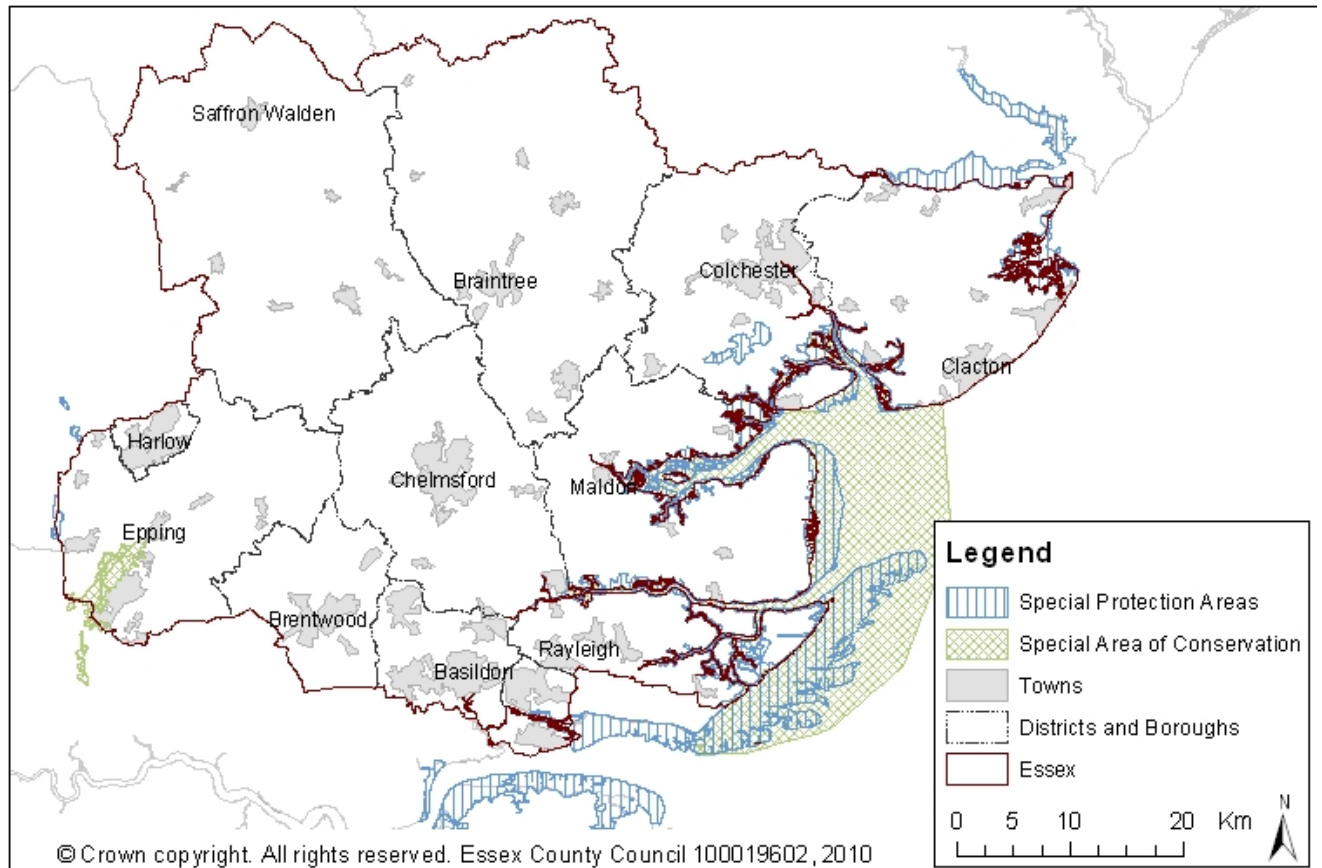 Saffron Walden
Braintree
Colchester
Clacton
Harlow
Chelmsford
Maldon
Epping
Brentwood
Rayleigh
Basildon
Legend
Special Protection Areas
Special Area of Conservation
Towns
Districts and Boroughs
Essex
0 5 10 20 Km
N
© Crown copyright. All rights reserved. Essex County Council 100019602, 2010